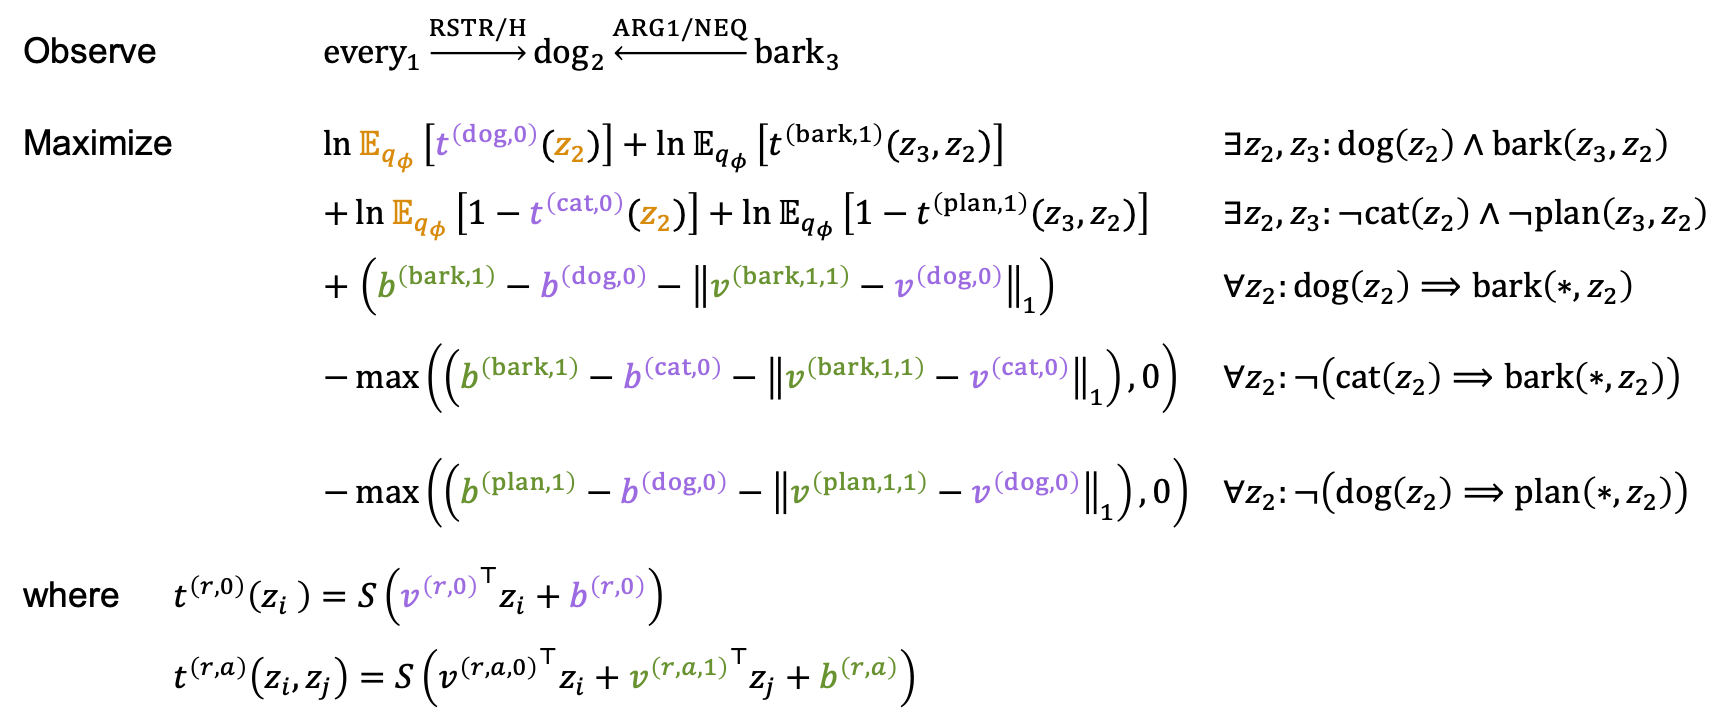 Observe every₁ —RSTR/H→ dog₂ ←ARG1/NEQ— bark₃
Maximize ln 𝔼_{q_ϕ} [t^{(dog,0)}(z₂)] + ln 𝔼_{q_ϕ} [t^{(bark,1)}(z₃, z₂)] ∃z₂, z₃: dog(z₂) ∧ bark(z₃, z₂)
+ ln 𝔼_{q_ϕ} [1 − t^{(cat,0)}(z₂)] + ln 𝔼_{q_ϕ} [1 − t^{(plan,1)}(z₃, z₂)] ∃z₂, z₃: ¬cat(z₂) ∧ ¬plan(z₃, z₂)
+ (b^{(bark,1)} − b^{(dog,0)} − ‖v^{(bark,1,1)} − v^{(dog,0)}‖₁) ∀z₂: dog(z₂) ⟹ bark(∗, z₂)
− max((b^{(bark,1)} − b^{(cat,0)} − ‖v^{(bark,1,1)} − v^{(cat,0)}‖₁), 0) ∀z₂: ¬(cat(z₂) ⟹ bark(∗, z₂))
− max((b^{(plan,1)} − b^{(dog,0)} − ‖v^{(plan,1,1)} − v^{(dog,0)}‖₁), 0) ∀z₂: ¬(dog(z₂) ⟹ plan(∗, z₂))
where t^{(r,0)}(z_i) = S(v^{(r,0)⊤} z_i + b^{(r,0)})
t^{(r,a)}(z_i, z_j) = S(v^{(r,a,0)⊤} z_i + v^{(r,a,1)⊤} z_j + b^{(r,a)})